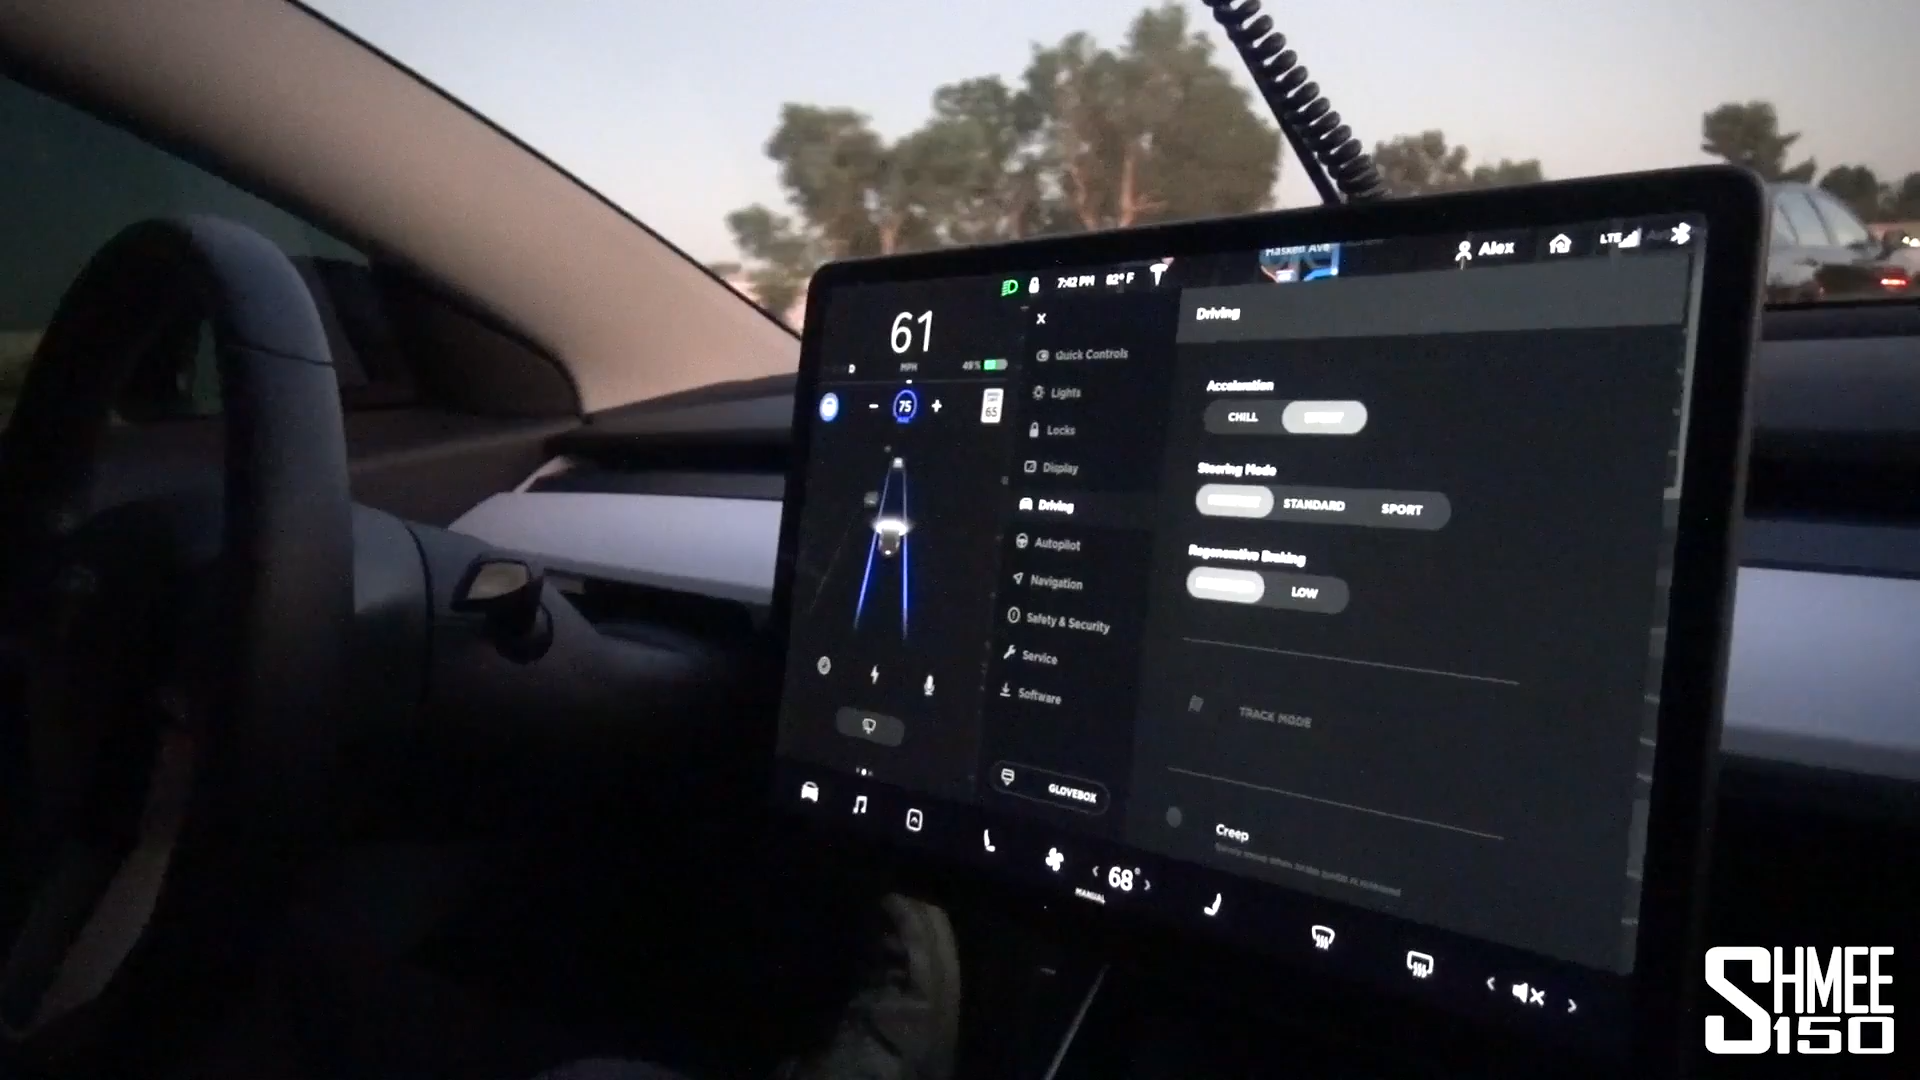 7:42 PM 82° F
Haskell Ave
Alex
LTE
61
MPH
D
49%
75
65
Quick Controls
Lights
Locks
Display
Driving
Autopilot
Navigation
Safety & Security
Service
Software
GLOVEBOX
Driving
Acceleration
CHILL
Steering Mode
STANDARD SPORT
Regenerative Braking
LOW
TRACK MODE
Creep
68°
MANUAL
SHMEE
150